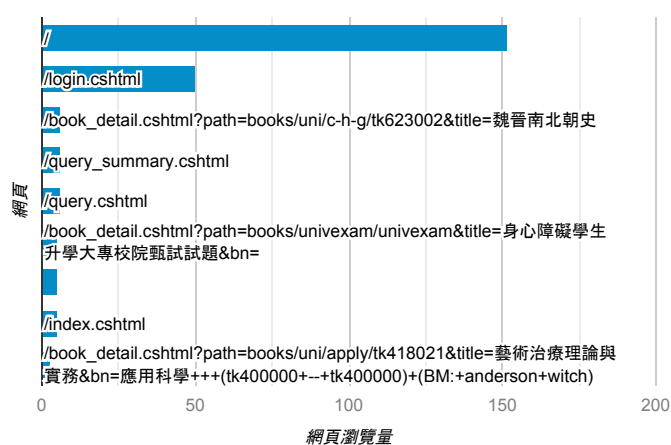 /
/login.cshtml
/book_detail.cshtml?path=books/uni/c-h-g/tk623002&title=魏晋南北朝史
/query_summary.cshtml
/query.cshtml
/book_detail.cshtml?path=books/univexam/univexam&title=身心障礙學生
升學大專校院甄試試題&bn=
/index.cshtml
/book_detail.cshtml?path=books/uni/apply/tk418021&title=藝術治療理論與
實務&bn=應用科學+++(tk400000+--+tk400000)+(BM:+anderson+witch)
網頁
0 50 100 150 200
網頁瀏覽量